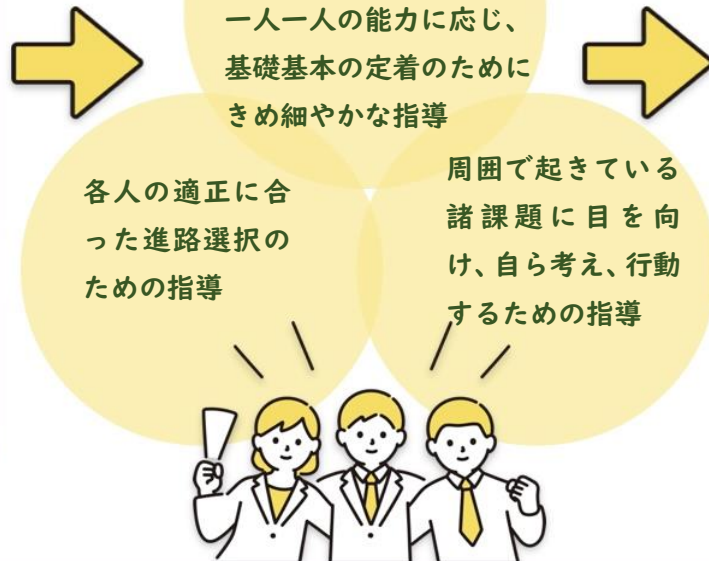 一人一人の能力に応じ、
基礎基本の定着のために
きめ細やかな指導
各人の適正に合
った進路選択の
ための指導
周囲で起きている
諸課題に目を向
け、自ら考え、行動
するための指導